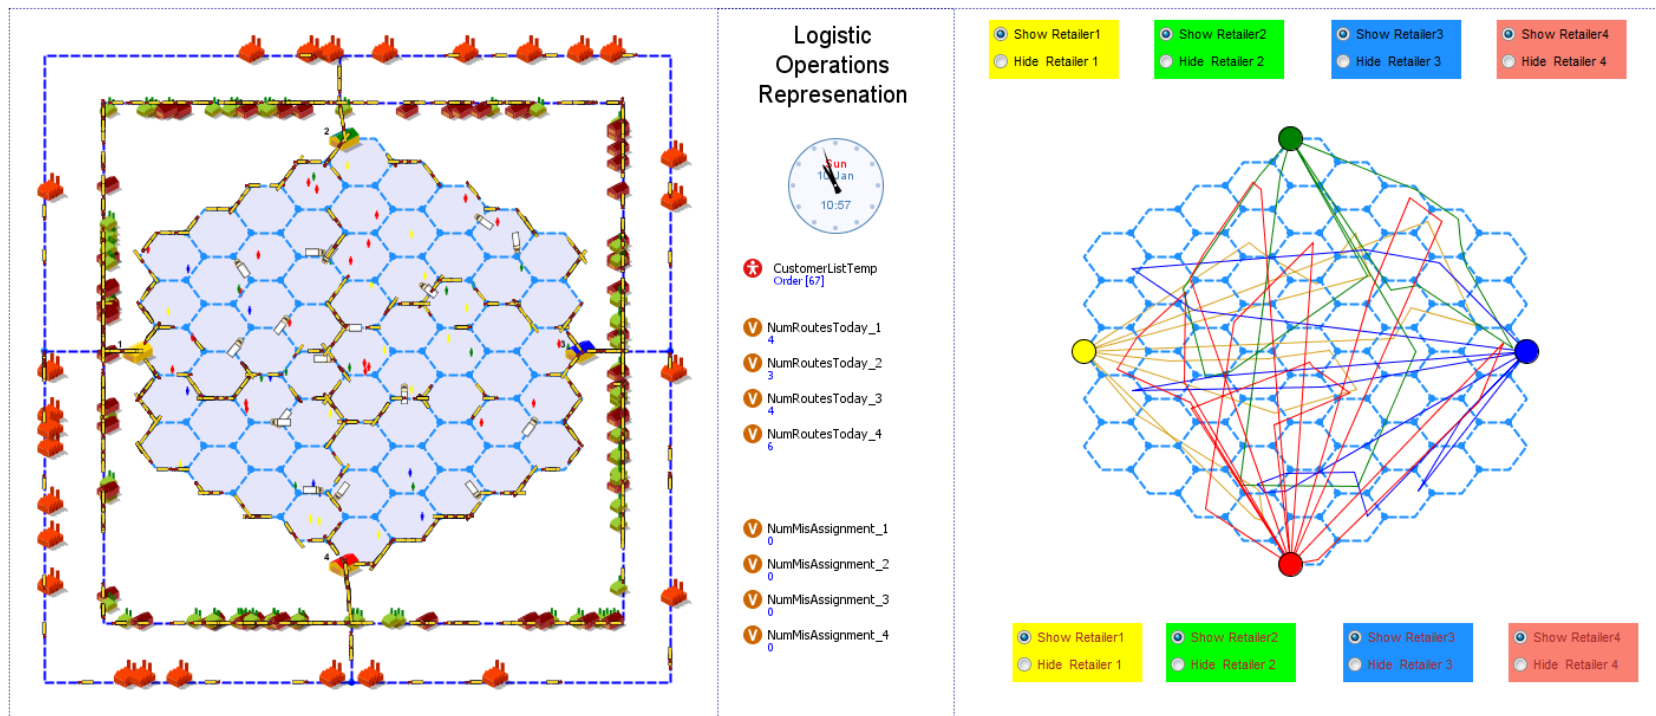 2
1
3
4
Logistic
Operations
Represenation
Sun
10 Jan
10:57
CustomerListTemp
Order [67]
NumRoutesToday_1
4
NumRoutesToday_2
3
NumRoutesToday_3
4
NumRoutesToday_4
6
NumMisAssignment_1
0
NumMisAssignment_2
0
NumMisAssignment_3
0
NumMisAssignment_4
0
Show Retailer1
Hide Retailer 1
Show Retailer2
Hide Retailer 2
Show Retailer3
Hide Retailer 3
Show Retailer4
Hide Retailer 4
Show Retailer1
Hide Retailer 1
Show Retailer2
Hide Retailer 2
Show Retailer3
Hide Retailer 3
Show Retailer4
Hide Retailer 4